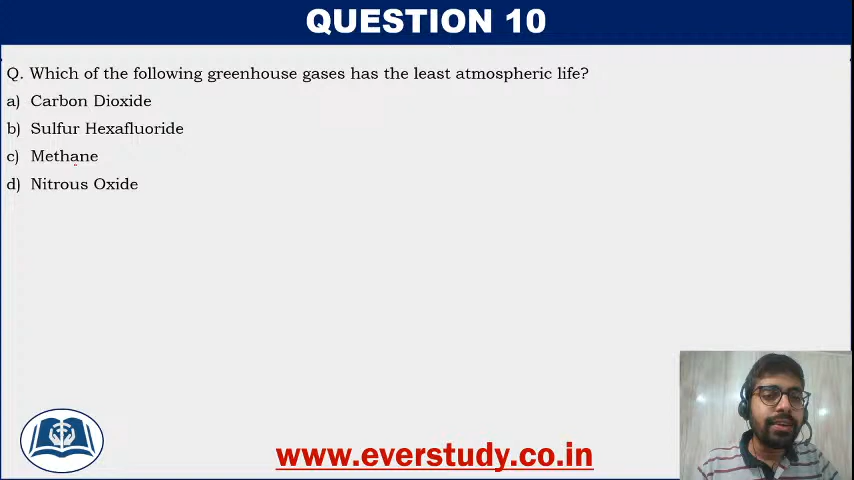 QUESTION 10
Q. Which of the following greenhouse gases has the least atmospheric life?
a) Carbon Dioxide
b) Sulfur Hexafluoride
c) Methane
d) Nitrous Oxide
www.everstudy.co.in